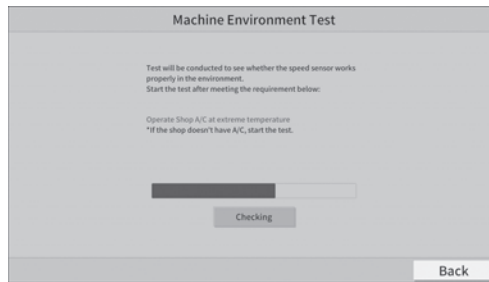 Machine Environment Test
Test will be conducted to see whether the speed sensor works
properly in the environment.
Start the test after meeting the requirement below:
Operate Shop A/C at extreme temperature
*If the shop doesn't have A/C, start the test.
Checking
Back